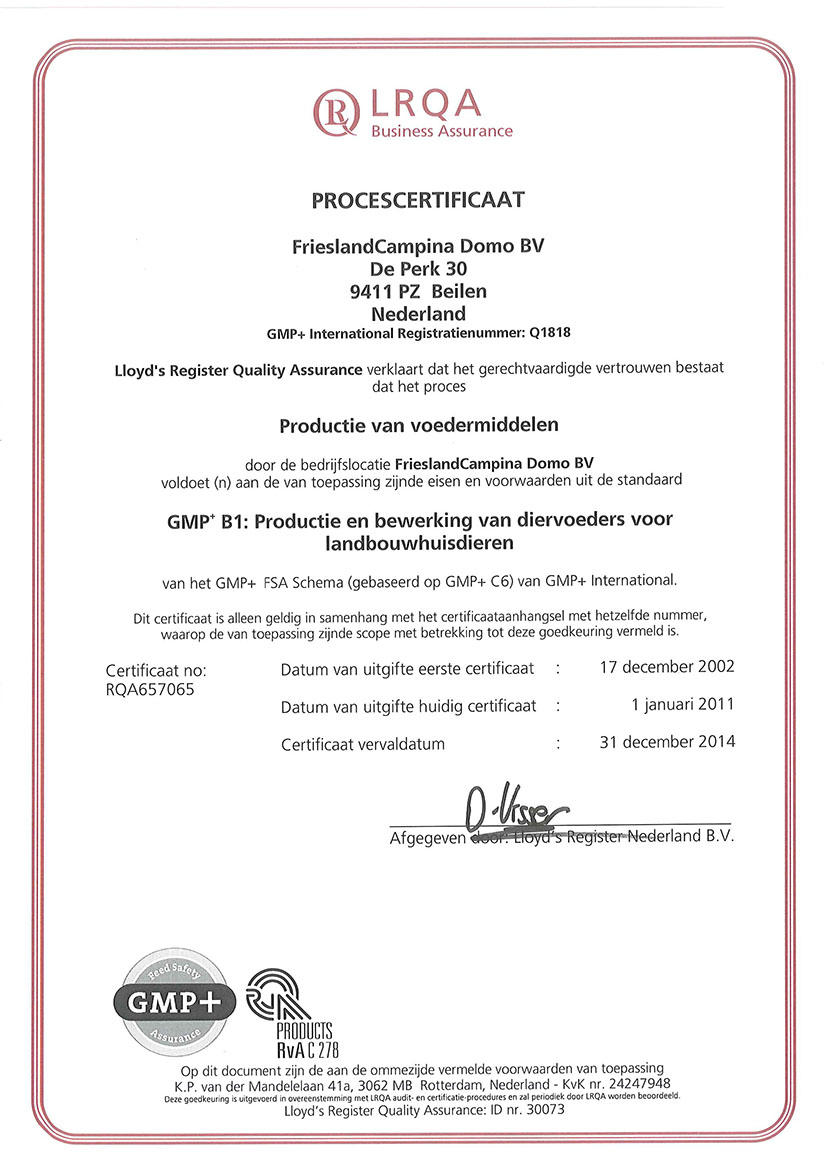 LRQA
Business Assurance
PROCESCERTIFICAAT
FrieslandCampina Domo BV
De Perk 30
9411 PZ Beilen
Nederland
GMP+ International Registratienummer: Q1818
Lloyd's Register Quality Assurance verklaart dat het gerechtvaardigde vertrouwen bestaat
dat het proces
Productie van voedermiddelen
door de bedrijfslocatie FrieslandCampina Domo BV
voldoet (n) aan de van toepassing zijnde eisen en voorwaarden uit de standaard
GMP+ B1: Productie en bewerking van diervoeders voor
landbouwhuisdieren
van het GMP+ FSA Schema (gebaseerd op GMP+ C6) van GMP+ International.
Dit certificaat is alleen geldig in samenhang met het certificaataanhangsel met hetzelfde nummer,
waarop de van toepassing zijnde scope met betrekking tot deze goedkeuring vermeld is.
Certificaat no:
RQA657065
Datum van uitgifte eerste certificaat : 17 december 2002
Datum van uitgifte huidig certificaat : 1 januari 2011
Certificaat vervaldatum : 31 december 2014
D. Visser
Afgegeven door: Lloyd's Register Nederland B.V.
Feed Safety
GMP+
Assurance
RvA
PRODUCTS
RvA C 278
Op dit document zijn de aan de ommezijde vermelde voorwaarden van toepassing
K.P. van der Mandelelaan 41a, 3062 MB Rotterdam, Nederland - KvK nr. 24247948
Deze goedkeuring is uitgevoerd in overeenstemming met LRQA audit- en certificatie-procedures en zal periodiek door LRQA worden beoordeeld.
Lloyd's Register Quality Assurance: ID nr. 30073